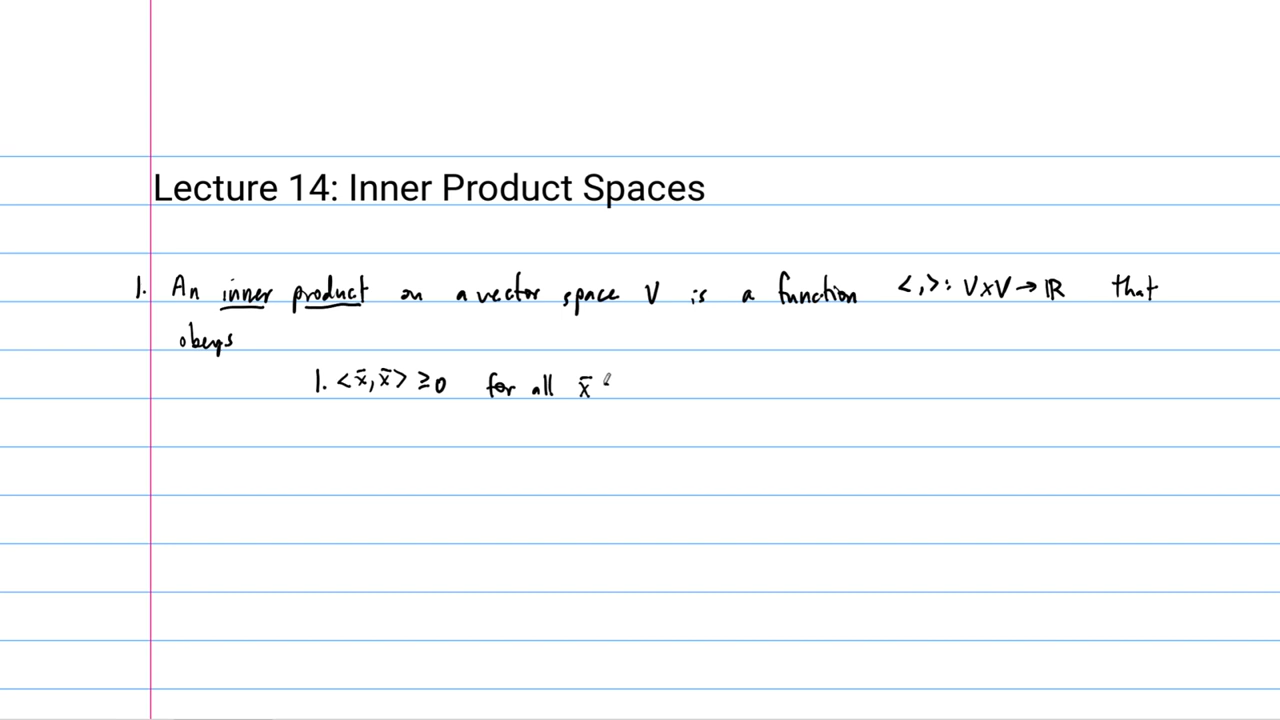 Lecture 14: Inner Product Spaces
1. An inner product on a vector space V is a function <,>: V×V→ℝ that
obeys
1. <x̄, x̄> ≥0 for all x̄